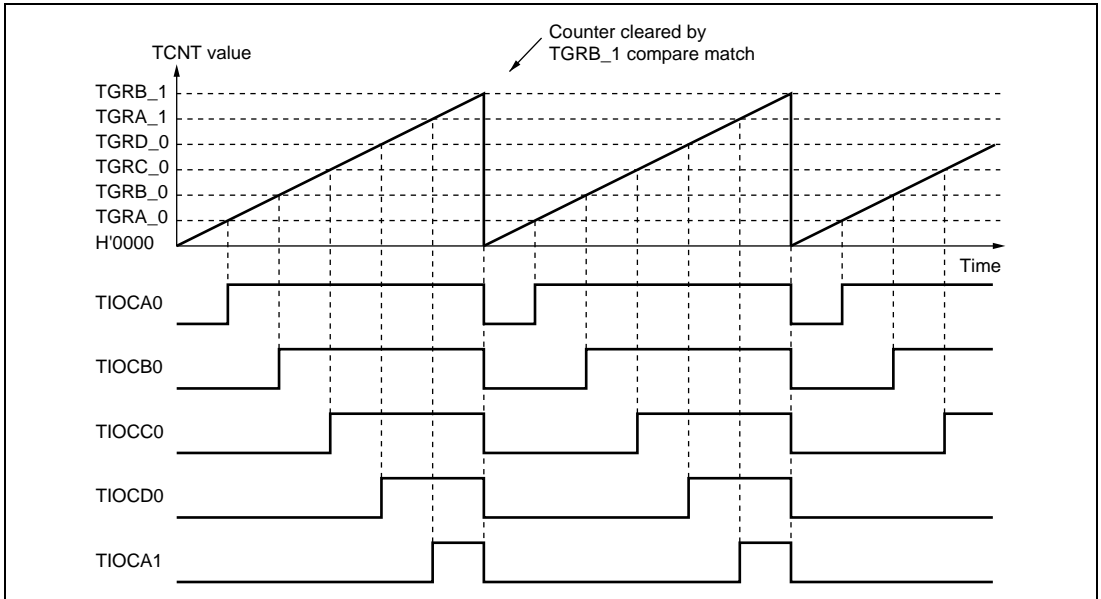 Counter cleared by
TGRB_1 compare match
TCNT value
TGRB_1
TGRA_1
TGRD_0
TGRC_0
TGRB_0
TGRA_0
H'0000
Time
TIOCA0
TIOCB0
TIOCC0
TIOCD0
TIOCA1